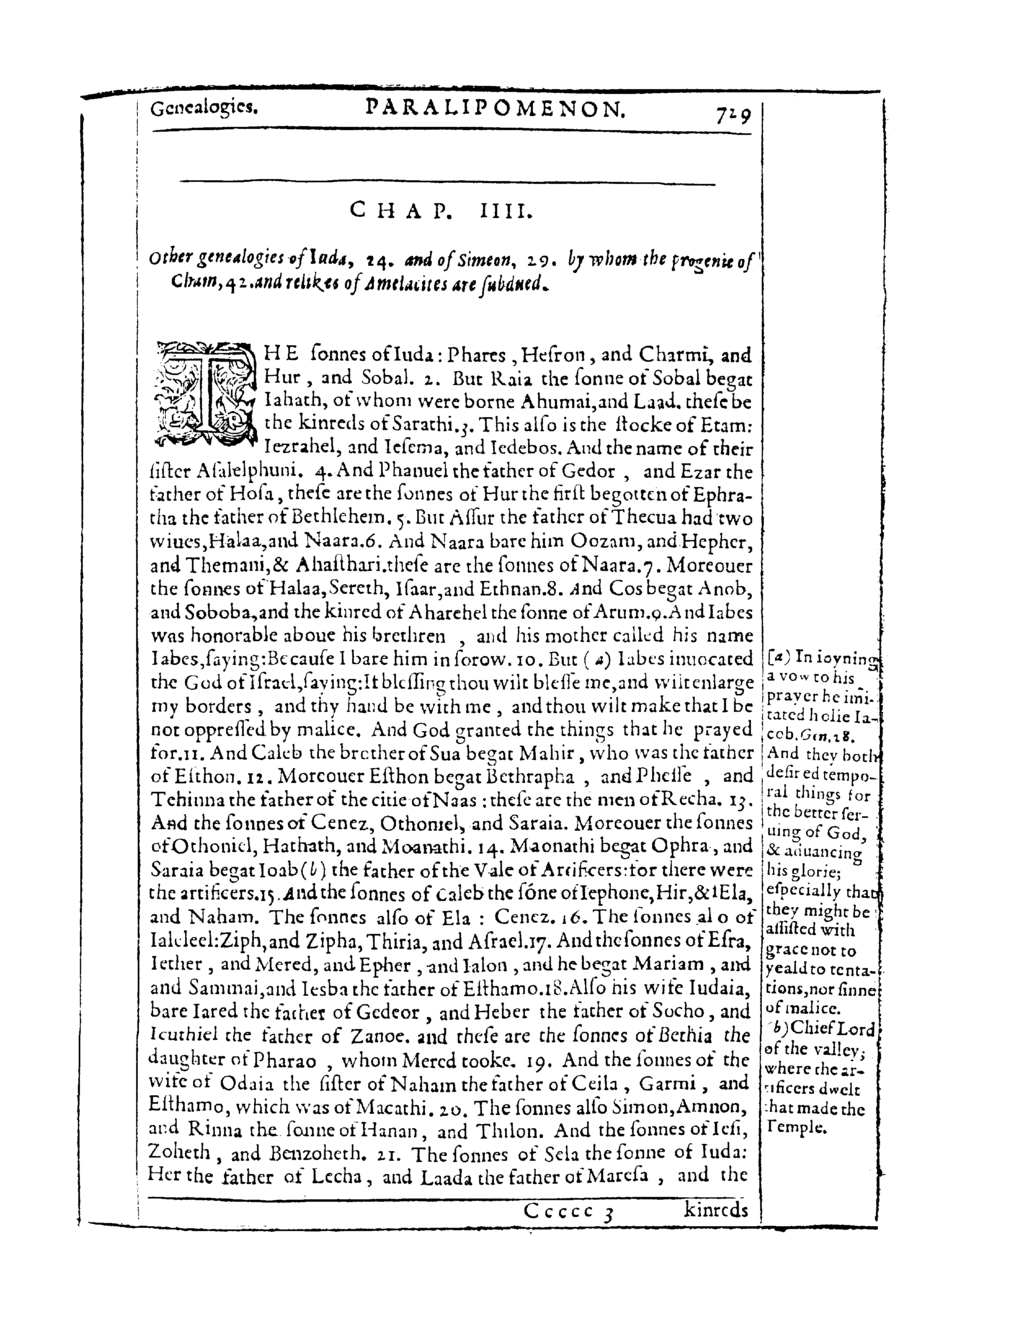 Genealogies. PARALIPOMENON. 729
CHAP. IIII.
Other genealogies of Iuda, 24. and of Simeon, 29. by whom the progenie of
Cham, 42. and relikes of Amelacites are ſubdued.
THE ſonnes of Iuda: Phares, Heſron, and Charmi, and
Hur, and Sobal. 2. But Raia the ſonne of Sobal begat
Iahath, of whom were borne Ahumai, and Laad. theſe be
the kinreds of Sarathi. 3. This alſo is the ſtocke of Etam:
Iezrahel, and Ieſema, and Iedebos. And the name of their
ſiſter Aſalelphuni. 4. And Phanuel the father of Gedor, and Ezar the
father of Hoſa, theſe are the ſonnes of Hur the firſt begotten of Ephra-
tha the father of Bethlehem. 5. But Aſſur the father of Thecua had two
wiues, Halaa, and Naara. 6. And Naara bare him Oozam, and Hepher,
and Themani, & Ahaſthari. theſe are the ſonnes of Naara. 7. Moreouer
the ſonnes of Halaa, Sereth, Iſaar, and Ethnan. 8. And Cos begat Anob,
and Soboba, and the kinred of Aharehel the ſonne of Arum. 9. And Iabes
was honorable aboue his brethren, and his mother called his name
Iabes, ſaying: Becauſe I bare him in ſorow. 10. But (a) Iabes inuocated
the God of Iſrael, ſaying: It bleſſing thou wilt bleſſe me, and wilt enlarge
my borders, and thy hand be with me, and thou wilt make that I be
not oppreſſed by malice. And God granted the things that he prayed
for. 11. And Caleb the brother of Sua begat Mahir, who was the father
of Eſthon. 12. Moreouer Eſthon begat Bethrapha, and Pheſſe, and
Tehinna the father of the citie of Naas: theſe are the men of Recha. 13.
And the ſonnes of Cenez, Othoniel, and Saraia. Moreouer the ſonnes
of Othoniel, Hathath, and Moanathi. 14. Maonathi begat Ophra, and
Saraia begat Ioab (b) the father of the Vale of Artificers: for there were
the artificers. 15. And the ſonnes of Caleb the ſóne of Iephone, Hir, & Ela,
and Naham. The ſonnes alſo of Ela: Cenez. 16. The ſonnes al o of
Ialeleel: Ziph, and Zipha, Thiria, and Aſrael. 17. And the ſonnes of Eſra,
Iether, and Mered, and Epher, and Ialon, and he begat Mariam, and
and Sammai, and Iesba the father of Eſthamo. 18. Alſo his wife Iudaia,
bare Iared the father of Gedeor, and Heber the father of Socho, and
Icuthiel the father of Zanoe. and theſe are the ſonnes of Bethia the
daughter of Pharao, whom Mered tooke. 19. And the ſonnes of the
wife of Odaia the ſiſter of Naham the father of Ceila, Garmi, and
Eſthamo, which was of Macathi. 20. The ſonnes alſo Simon, Amnon,
and Rinna the ſonne of Hanan, and Thilon. And the ſonnes of Ieſi,
Zoheth, and Benzoheth. 21. The ſonnes of Sela the ſonne of Iuda:
Her the father of Lecha, and Laada the father of Mareſa, and the
Ccccc 3 kinreds
(a) In ioyning
a vow to his
prayer he imi-
tated holie Ia-
cob. Gen. 28.
And they both
deſired tempo-
ral things for
the better ſer-
uing of God,
& aduancing
his glorie;
eſpecially that
they might be
aſſiſted with
grace not to
yeald to tenta-
tions, nor ſinne
of malice.
b) Chief Lord
of the valley,
where the ar-
tificers dwelt
that made the
Temple.